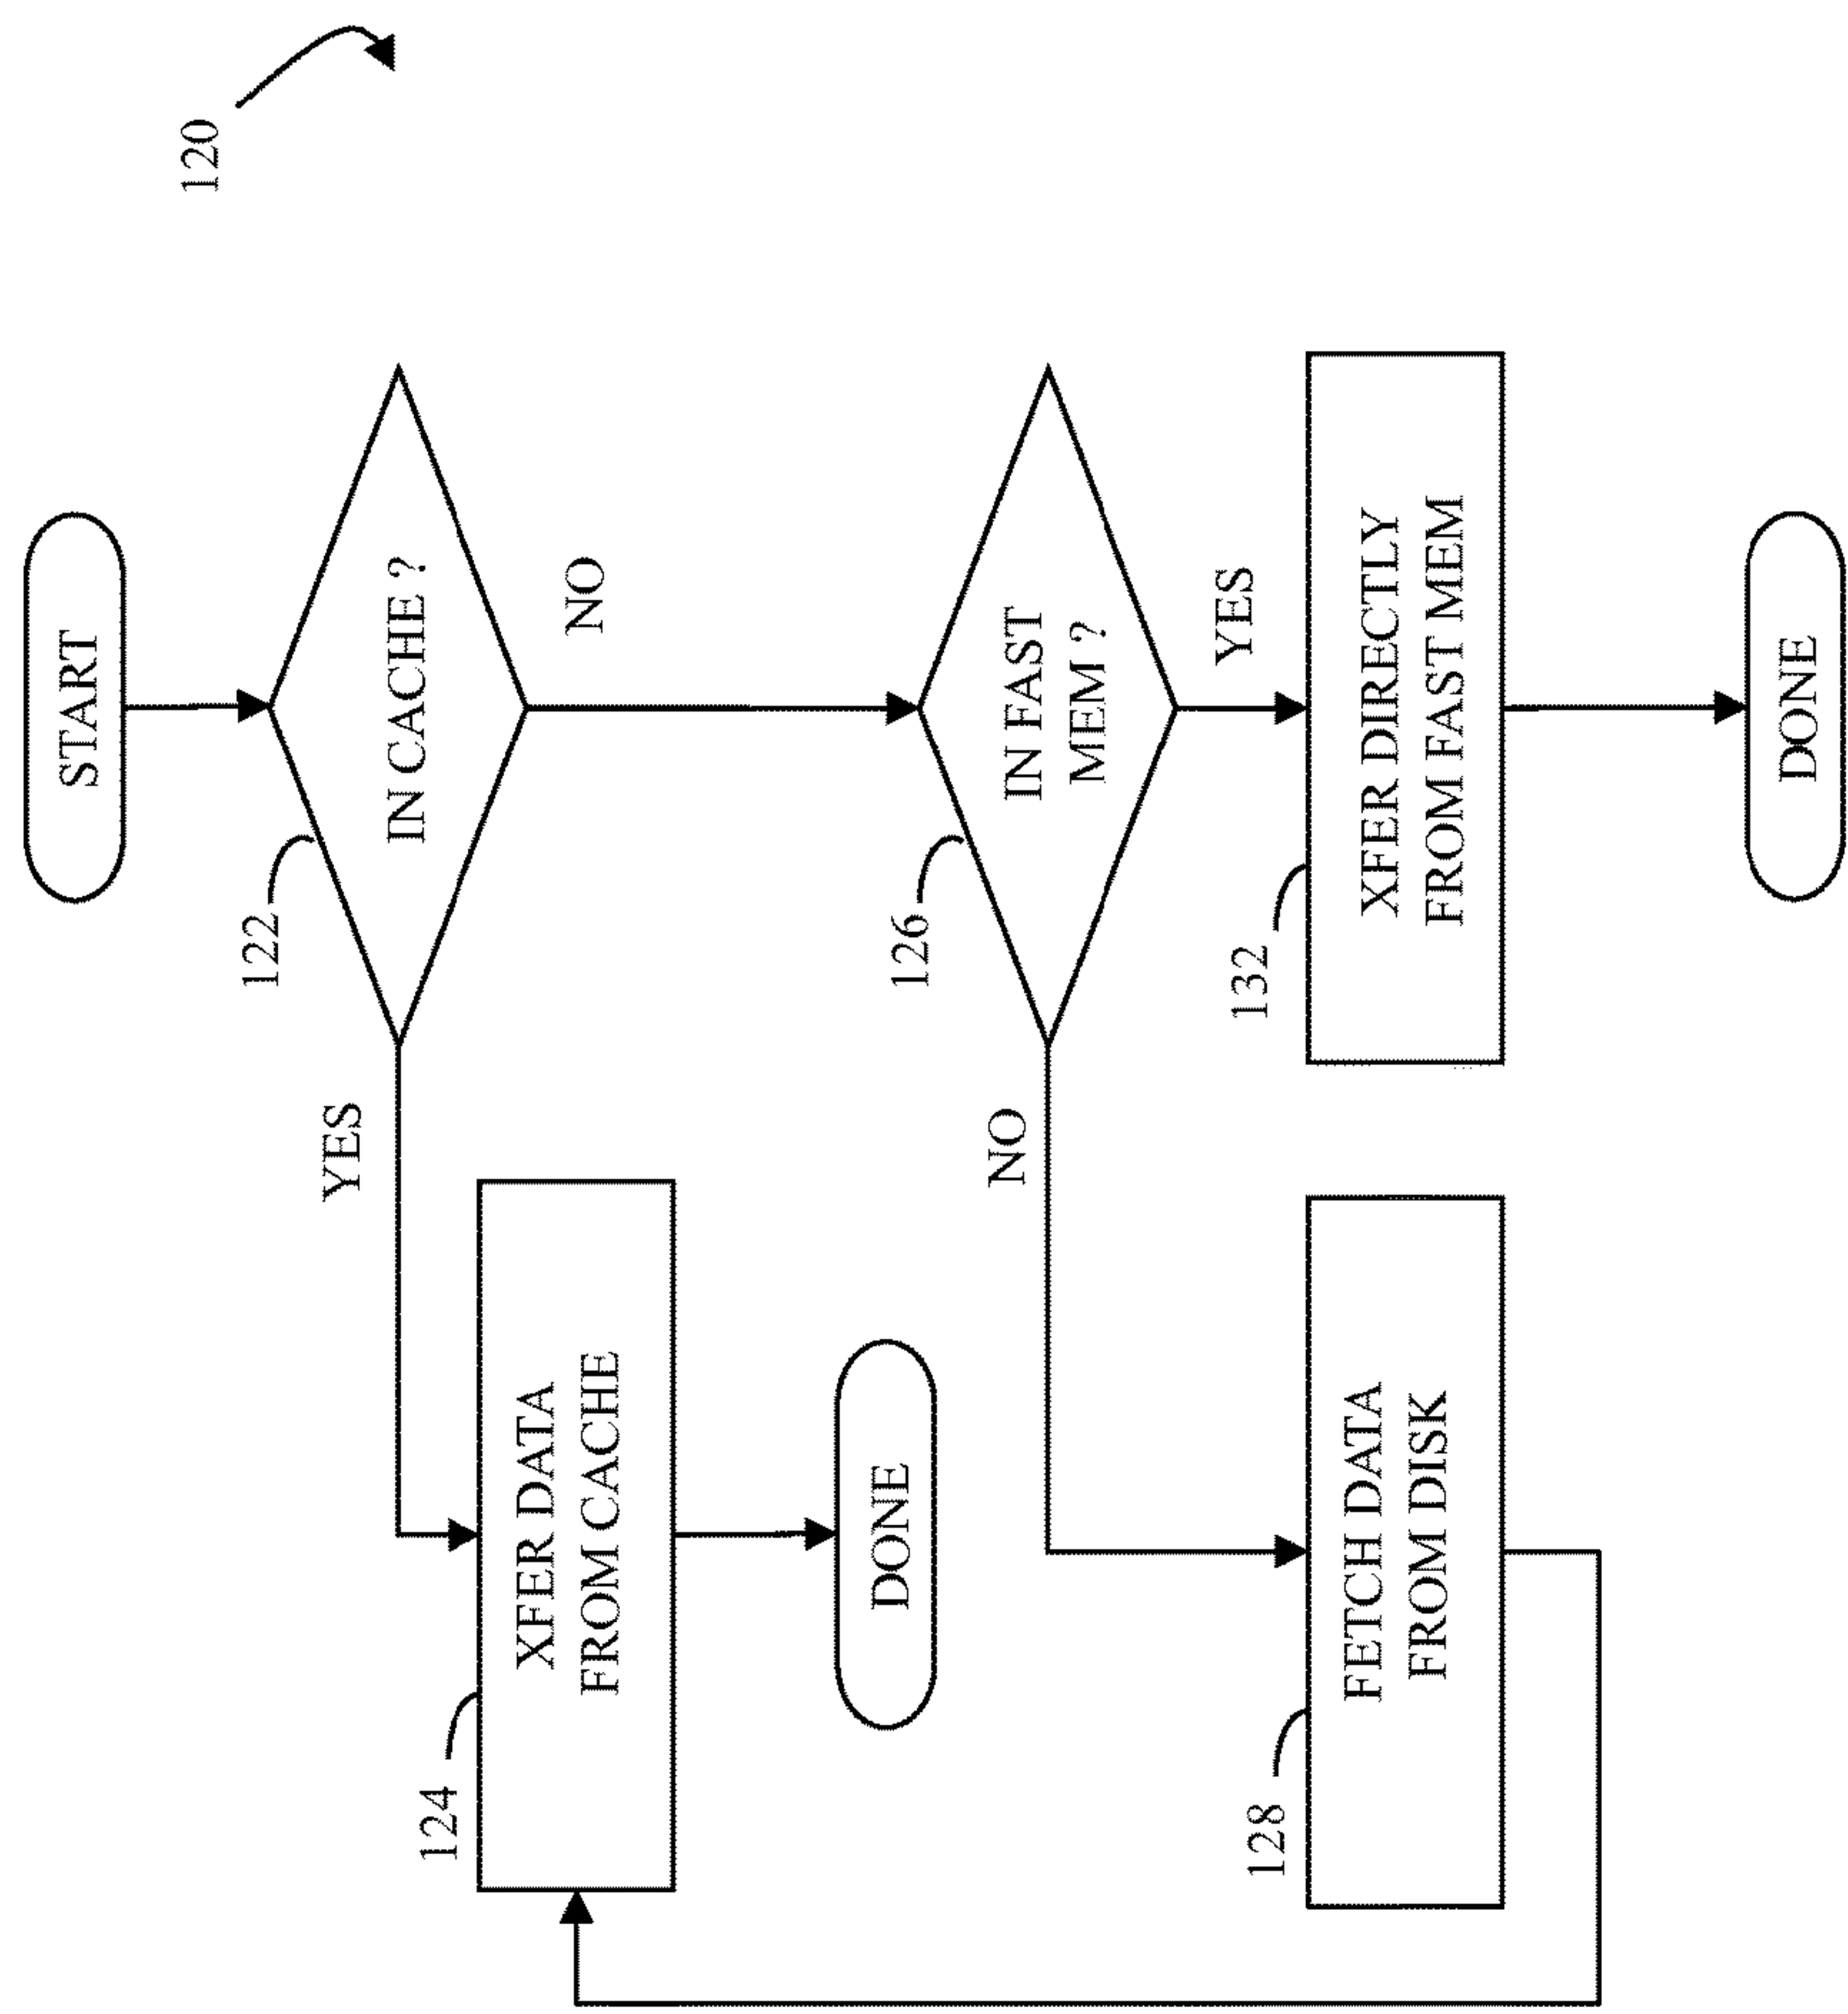 120
START
122
IN CACHE ?
YES
NO
124
XFER DATA
FROM CACHE
DONE
126
IN FAST
MEM ?
NO
YES
128
FETCH DATA
FROM DISK
132
XFER DIRECTLY
FROM FAST MEM
DONE